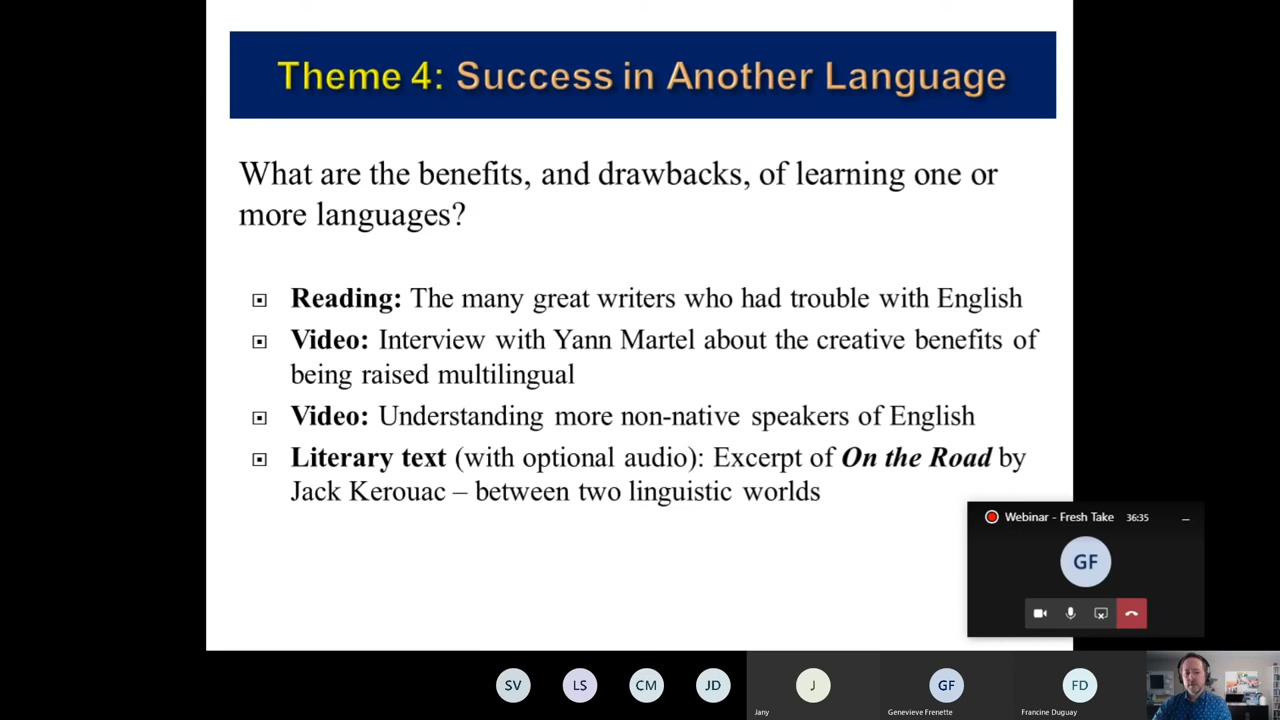 Theme 4: Success in Another Language
What are the benefits, and drawbacks, of learning one or
more languages?
Reading: The many great writers who had trouble with English
Video: Interview with Yann Martel about the creative benefits of
being raised multilingual
Video: Understanding more non-native speakers of English
Literary text (with optional audio): Excerpt of On the Road by
Jack Kerouac – between two linguistic worlds
Webinar - Fresh Take 36:35
GF
SV LS CM JD J GF FD
Jany Genevieve Frenette Francine Duguay